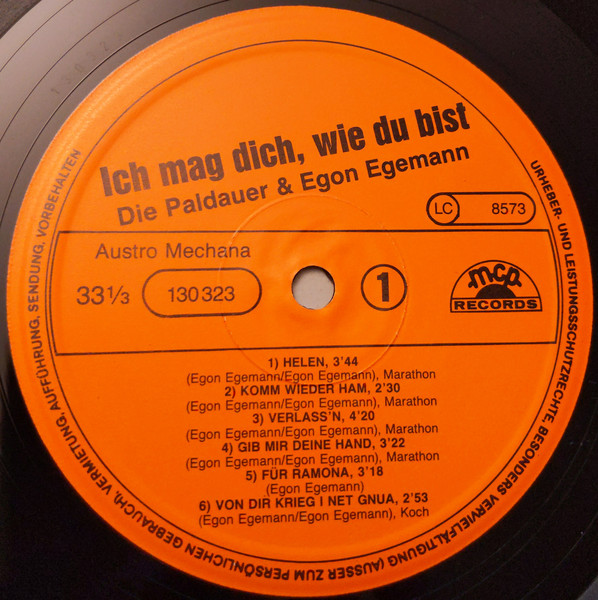 Ich mag dich, wie du bist
Die Paldauer & Egon Egemann
LC 8573
Austro Mechana
33⅓ 130 323 1 mcp RECORDS
1) HELEN, 3'44
(Egon Egemann/Egon Egemann), Marathon
2) KOMM WIEDER HAM, 2'30
(Egon Egemann/Egon Egemann), Marathon
3) VERLASS'N, 4'20
(Egon Egemann/Egon Egemann), Marathon
4) GIB MIR DEINE HAND, 3'22
(Egon Egemann/Egon Egemann), Marathon
5) FÜR RAMONA, 3'18
(Egon Egemann)
6) VON DIR KRIEG I NET GNUA, 2'53
(Egon Egemann/Egon Egemann), Koch
URHEBER- UND LEISTUNGSSCHUTZRECHTE, BESONDERS VERVIELFÄLTIGUNG (AUSSER ZUM PERSÖNLICHEN GEBRAUCH), VERMIETUNG, AUFFÜHRUNG, SENDUNG, VORBEHALTEN